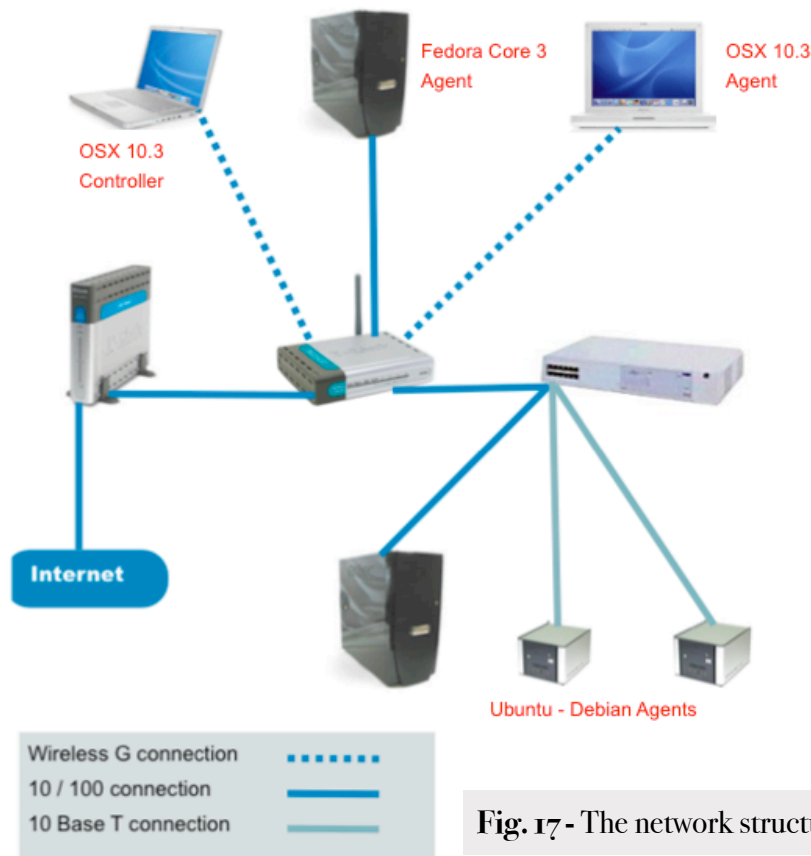 Fedora Core 3
Agent
OSX 10.3
Agent
OSX 10.3
Controller
Internet
Ubuntu - Debian Agents
Wireless G connection
10 / 100 connection
10 Base T connection
Fig. 17 - The network struct